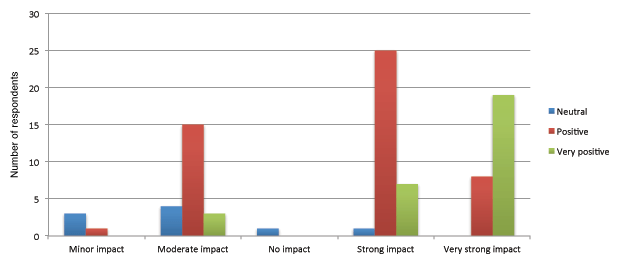 Number of respondents
30
25
20
15
10
5
0
Minor impact
Moderate impact
No impact
Strong impact
Very strong impact
Neutral
Positive
Very positive